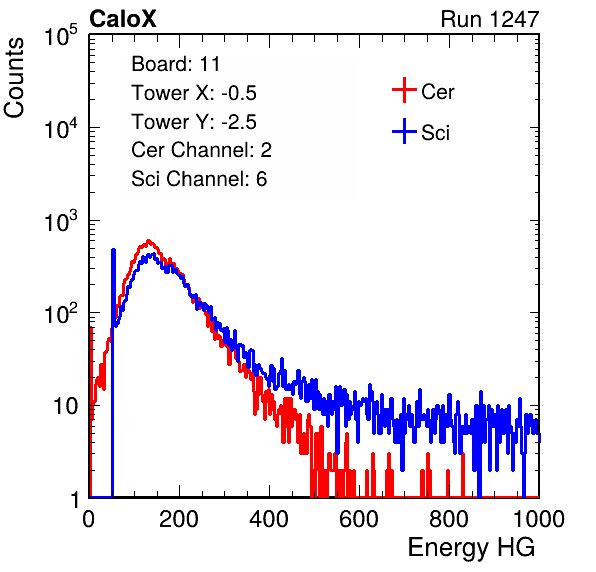 CaloX Run 1247
Counts
10^5
10^4
10^3
10^2
10
1
Board: 11
Tower X: -0.5
Tower Y: -2.5
Cer Channel: 2
Sci Channel: 6
Cer
Sci
0 200 400 600 800 1000
Energy HG